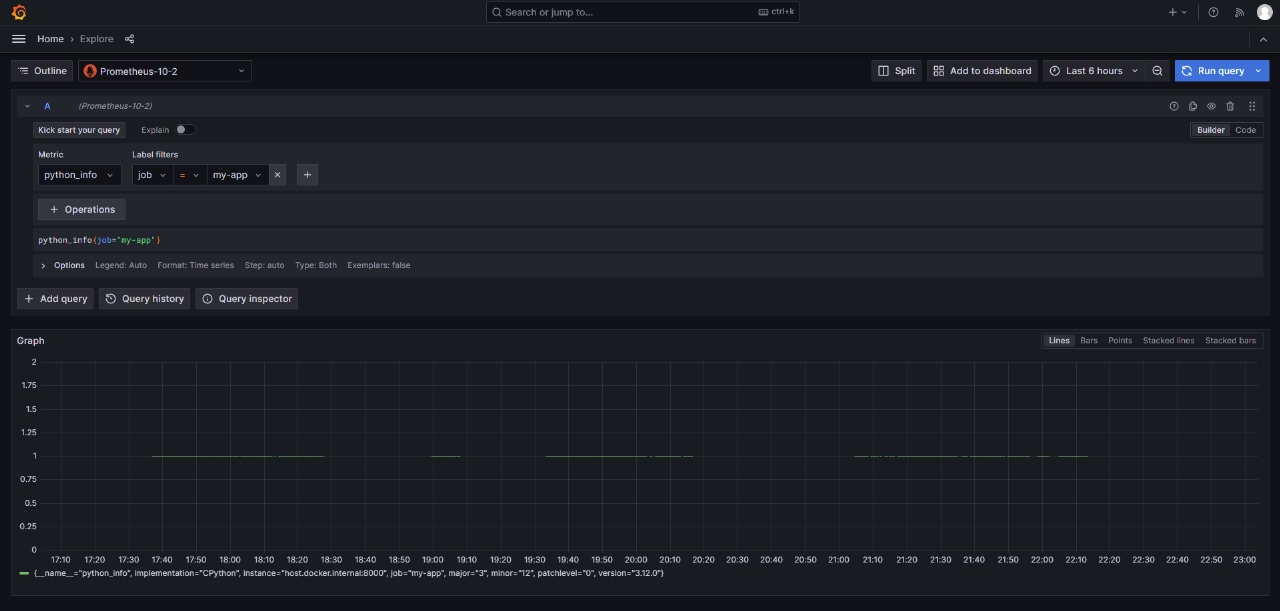 Search or jump to... ctrl+k
Home › Explore
Outline Prometheus-10-2 Split Add to dashboard Last 6 hours Run query
A (Prometheus-10-2)
Kick start your query Explain Builder Code
Metric Label filters
python_info job = my-app
+ Operations
python_info{job="my-app"}
Options Legend: Auto Format: Time series Step: auto Type: Both Exemplars: false
+ Add query Query history Query inspector
Graph Lines Bars Points Stacked lines Stacked bars
2
1.75
1.5
1.25
1
0.75
0.5
0.25
0
17:10 17:20 17:30 17:40 17:50 18:00 18:10 18:20 18:30 18:40 18:50 19:00 19:10 19:20 19:30 19:40 19:50 20:00 20:10 20:20 20:30 20:40 20:50 21:00 21:10 21:20 21:30 21:40 21:50 22:00 22:10 22:20 22:30 22:40 22:50 23:00
{__name__="python_info", implementation="CPython", instance="host.docker.internal:8000", job="my-app", major="3", minor="12", patchlevel="0", version="3.12.0"}